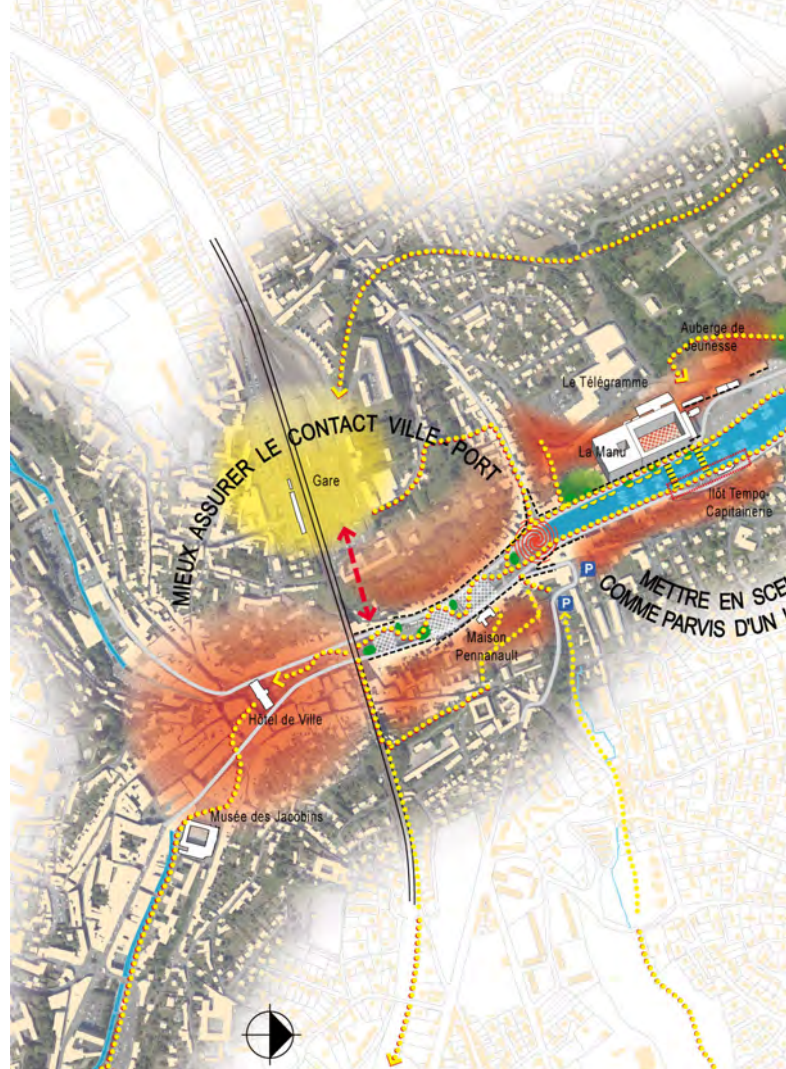 Auberge de
Jeunesse
Le Télégramme
MIEUX ASSURER LE CONTACT VILLE-PORT
La Manu
Gare
Ilôt Tempo-
Capitainerie
P
P
METTRE EN SCE
COMME PARVIS D'UN
Maison
Pennanault
Hôtel de Ville
Musée des Jacobins